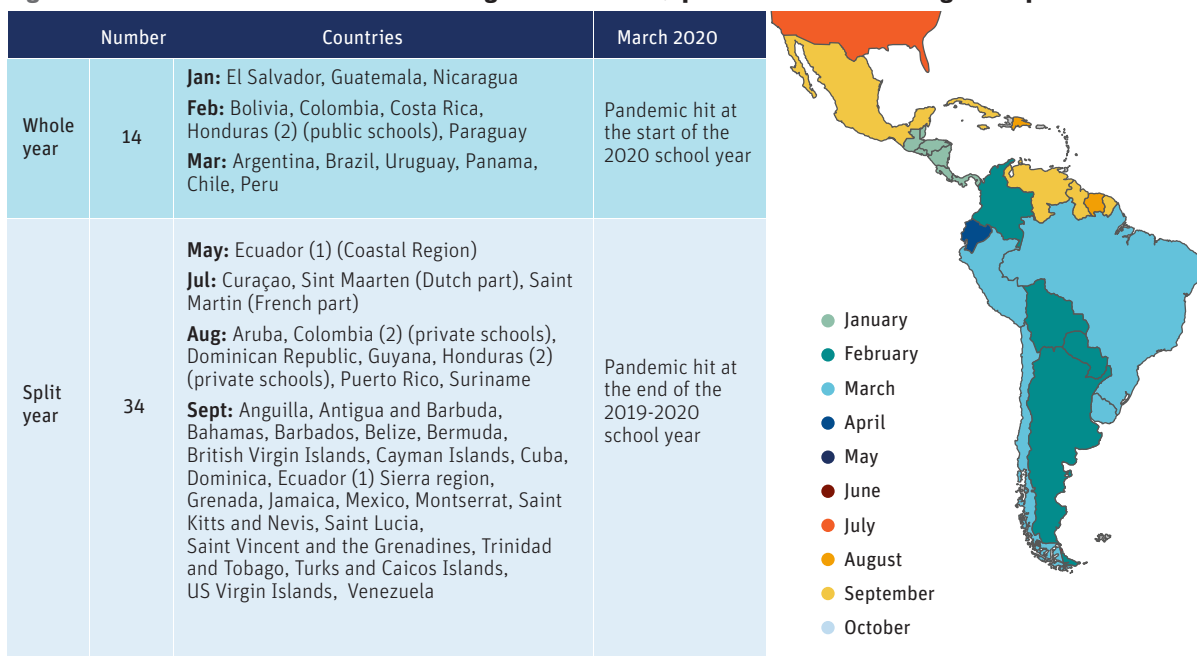 Number Countries March 2020
Whole
year
14
Jan: El Salvador, Guatemala, Nicaragua
Feb: Bolivia, Colombia, Costa Rica,
Honduras (2) (public schools), Paraguay
Mar: Argentina, Brazil, Uruguay, Panama,
Chile, Peru
Pandemic hit at
the start of the
2020 school year
Split
year
34
May: Ecuador (1) (Coastal Region)
Jul: Curaçao, Sint Maarten (Dutch part), Saint
Martin (French part)
Aug: Aruba, Colombia (2) (private schools),
Dominican Republic, Guyana, Honduras (2)
(private schools), Puerto Rico, Suriname
Sept: Anguilla, Antigua and Barbuda,
Bahamas, Barbados, Belize, Bermuda,
British Virgin Islands, Cayman Islands, Cuba,
Dominica, Ecuador (1) Sierra region,
Grenada, Jamaica, Mexico, Montserrat, Saint
Kitts and Nevis, Saint Lucia,
Saint Vincent and the Grenadines, Trinidad
and Tobago, Turks and Caicos Islands,
US Virgin Islands, Venezuela
Pandemic hit at
the end of the
2019-2020
school year
January
February
March
April
May
June
July
August
September
October